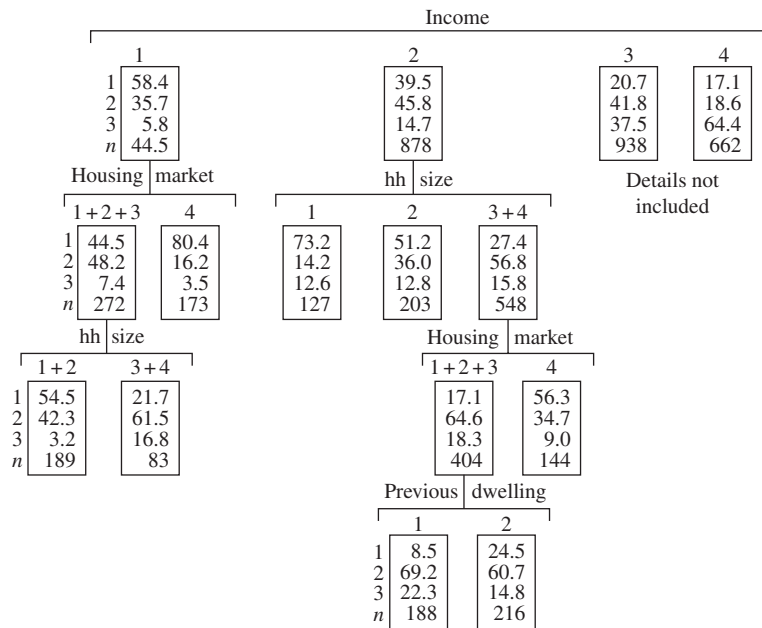 Income
1 2 3 4
1 58.4 39.5 20.7 17.1
2 35.7 45.8 41.8 18.6
3 5.8 14.7 37.5 64.4
n 44.5 878 938 662
Housing market hh size Details not
included
1 + 2 + 3 4 1 2 3 + 4
1 44.5 80.4 73.2 51.2 27.4
2 48.2 16.2 14.2 36.0 56.8
3 7.4 3.5 12.6 12.8 15.8
n 272 173 127 203 548
hh size Housing market
1 + 2 3 + 4 1 + 2 + 3 4
1 54.5 21.7 17.1 56.3
2 42.3 61.5 64.6 34.7
3 3.2 16.8 18.3 9.0
n 189 83 404 144
Previous dwelling
1 2
1 8.5 24.5
2 69.2 60.7
3 22.3 14.8
n 188 216